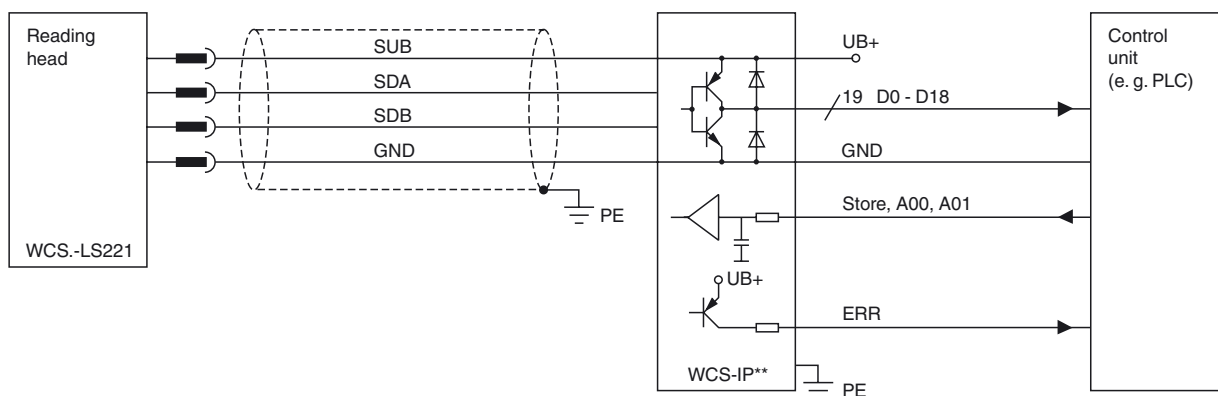 Reading
head
WCS.-LS221
SUB
SDA
SDB
GND
PE
UB+
19 D0 - D18
GND
Store, A00, A01
UB+
ERR
WCS-IP**
PE
Control
unit
(e. g. PLC)